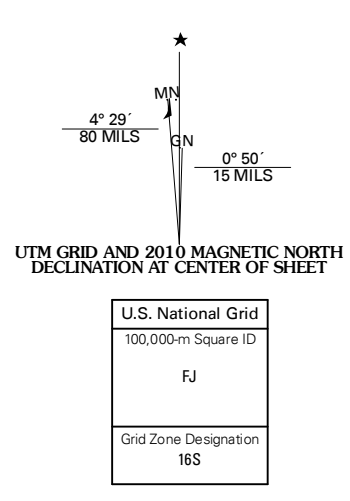 MN
4° 29´
80 MILS
GN
0° 50´
15 MILS
UTM GRID AND 2010 MAGNETIC NORTH
DECLINATION AT CENTER OF SHEET
U.S. National Grid
100,000-m Square ID
FJ
Grid Zone Designation
16S